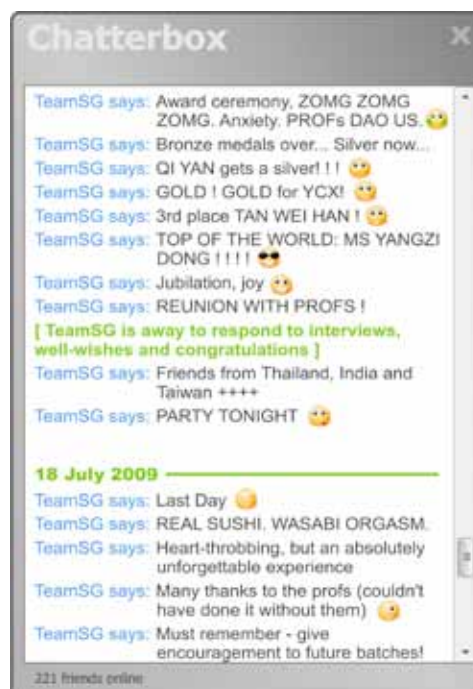 Chatterbox
X
TeamSG says: Award ceremony, ZOMG ZOMG
ZOMG. Anxiety. PROFs DAO US.
TeamSG says: Bronze medals over... Silver now...
TeamSG says: QI YAN gets a silver! ! !
TeamSG says: GOLD ! GOLD for YCX!
TeamSG says: 3rd place TAN WEI HAN !
TeamSG says: TOP OF THE WORLD: MS YANGZI
DONG ! ! ! !
TeamSG says: Jubilation, joy
TeamSG says: REUNION WITH PROFS !
[ TeamSG is away to respond to interviews,
well-wishes and congratulations ]
TeamSG says: Friends from Thailand, India and
Taiwan ++++
TeamSG says: PARTY TONIGHT
18 July 2009
TeamSG says: Last Day
TeamSG says: REAL SUSHI. WASABI ORGASM.
TeamSG says: Heart-throbbing, but an absolutely
unforgettable experience
TeamSG says: Many thanks to the profs (couldn't
have done it without them)
TeamSG says: Must remember - give
encouragement to future batches!
221 friends online